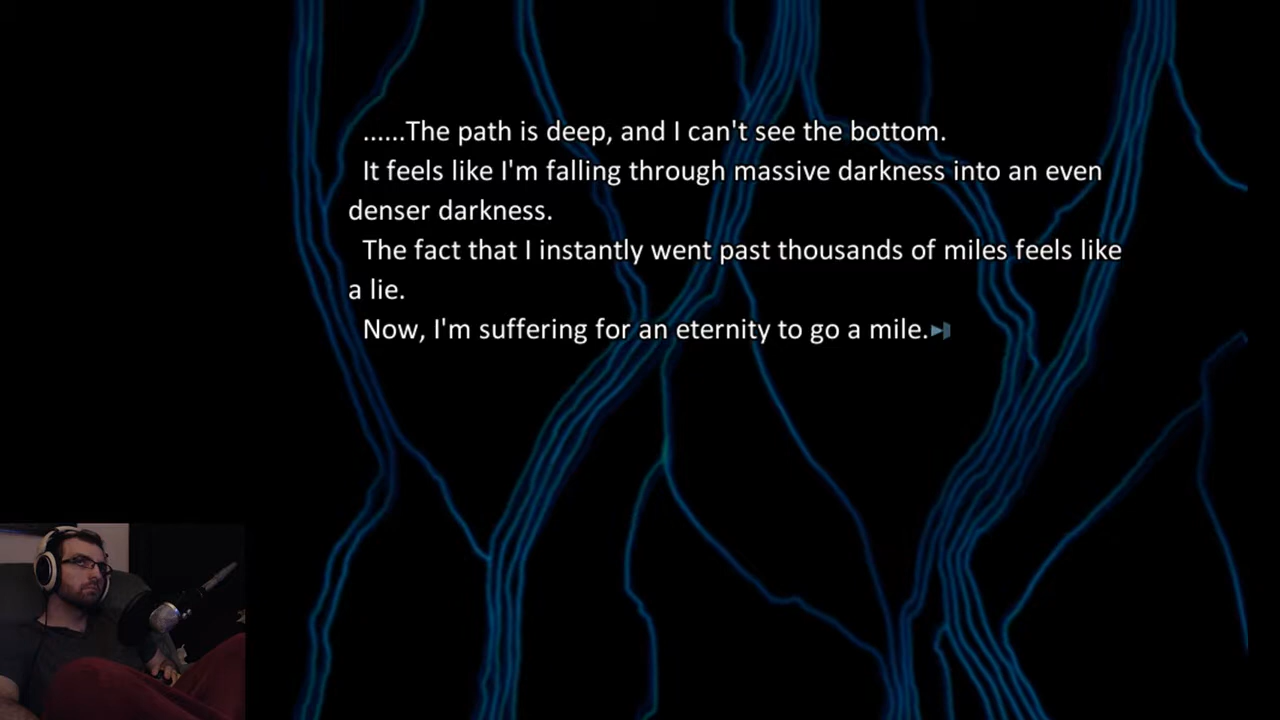 ......The path is deep, and I can't see the bottom.
It feels like I'm falling through massive darkness into an even
denser darkness.
The fact that I instantly went past thousands of miles feels like
a lie.
Now, I'm suffering for an eternity to go a mile.